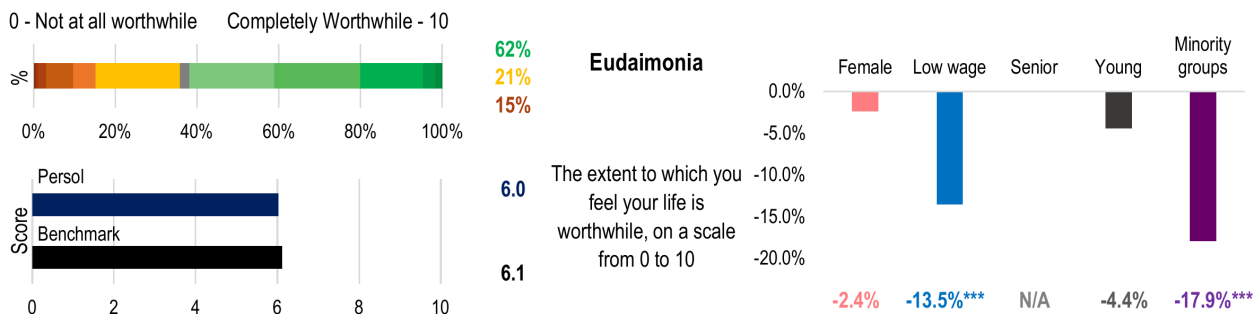 0 - Not at all worthwhile Completely Worthwhile - 10
%
0% 20% 40% 60% 80% 100%
62%
21%
15%
Score
Persol
Benchmark
0 2 4 6 8 10
6.0
6.1
Eudaimonia
The extent to which you
feel your life is
worthwhile, on a scale
from 0 to 10
Female Low wage Senior Young Minority
groups
0.0%
-5.0%
-10.0%
-15.0%
-20.0%
-2.4% -13.5%*** N/A -4.4% -17.9%***